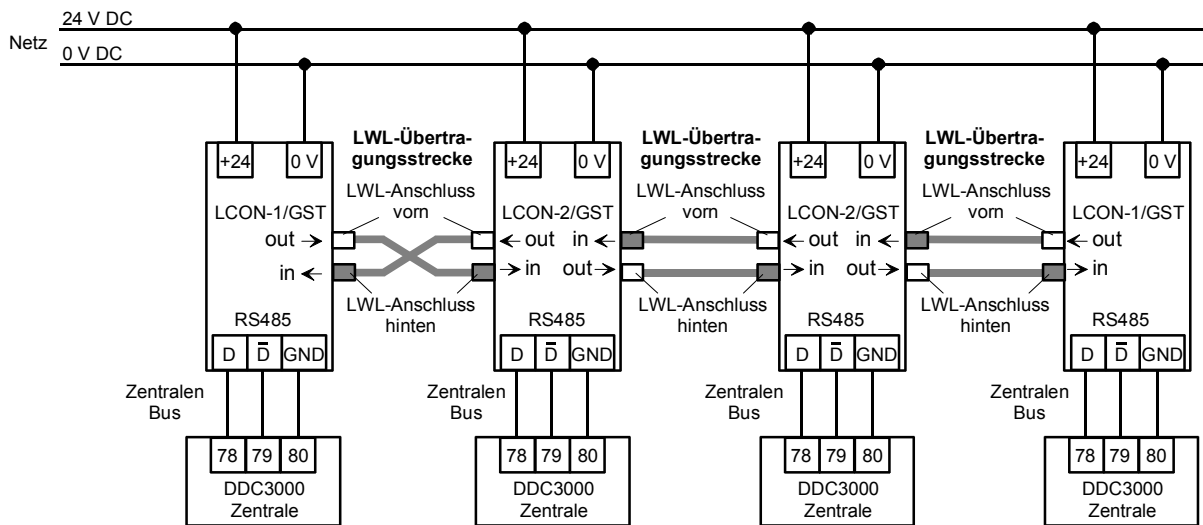 24 V DC
Netz
0 V DC
+24 0 V
LWL-Übertra-
gungsstrecke
+24 0 V
LWL-Übertra-
gungsstrecke
+24 0 V
LWL-Übertra-
gungsstrecke
+24 0 V
LCON-1/GST
LWL-Anschluss
vorn
LCON-2/GST
LWL-Anschluss
vorn
LCON-2/GST
LWL-Anschluss
vorn
LCON-1/GST
out
out in
out in
out
in
in out
in out
in
LWL-Anschluss
hinten
LWL-Anschluss
hinten
LWL-Anschluss
hinten
RS485
RS485
RS485
RS485
D D̅ GND
D D̅ GND
D D̅ GND
D D̅ GND
Zentralen
Bus
Zentralen
Bus
Zentralen
Bus
Zentralen
Bus
78 79 80
78 79 80
78 79 80
78 79 80
DDC3000
Zentrale
DDC3000
Zentrale
DDC3000
Zentrale
DDC3000
Zentrale